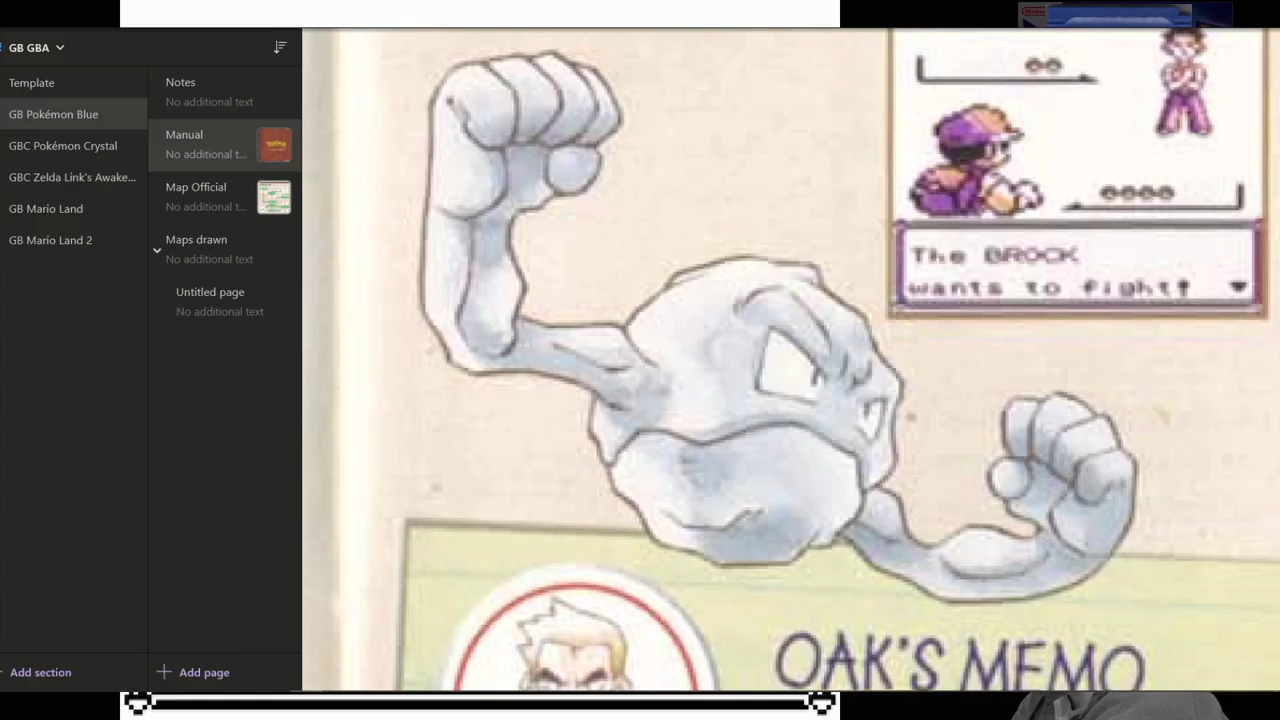 GB GBA
Template
GB Pokémon Blue
GBC Pokémon Crystal
GBC Zelda Link's Awake...
GB Mario Land
GB Mario Land 2
Add section
Notes
No additional text
Manual
No additional t...
Map Official
No additional t...
Maps drawn
No additional text
Untitled page
No additional text
Add page
The BROCK
wants to fight!
OAK'S MEMO